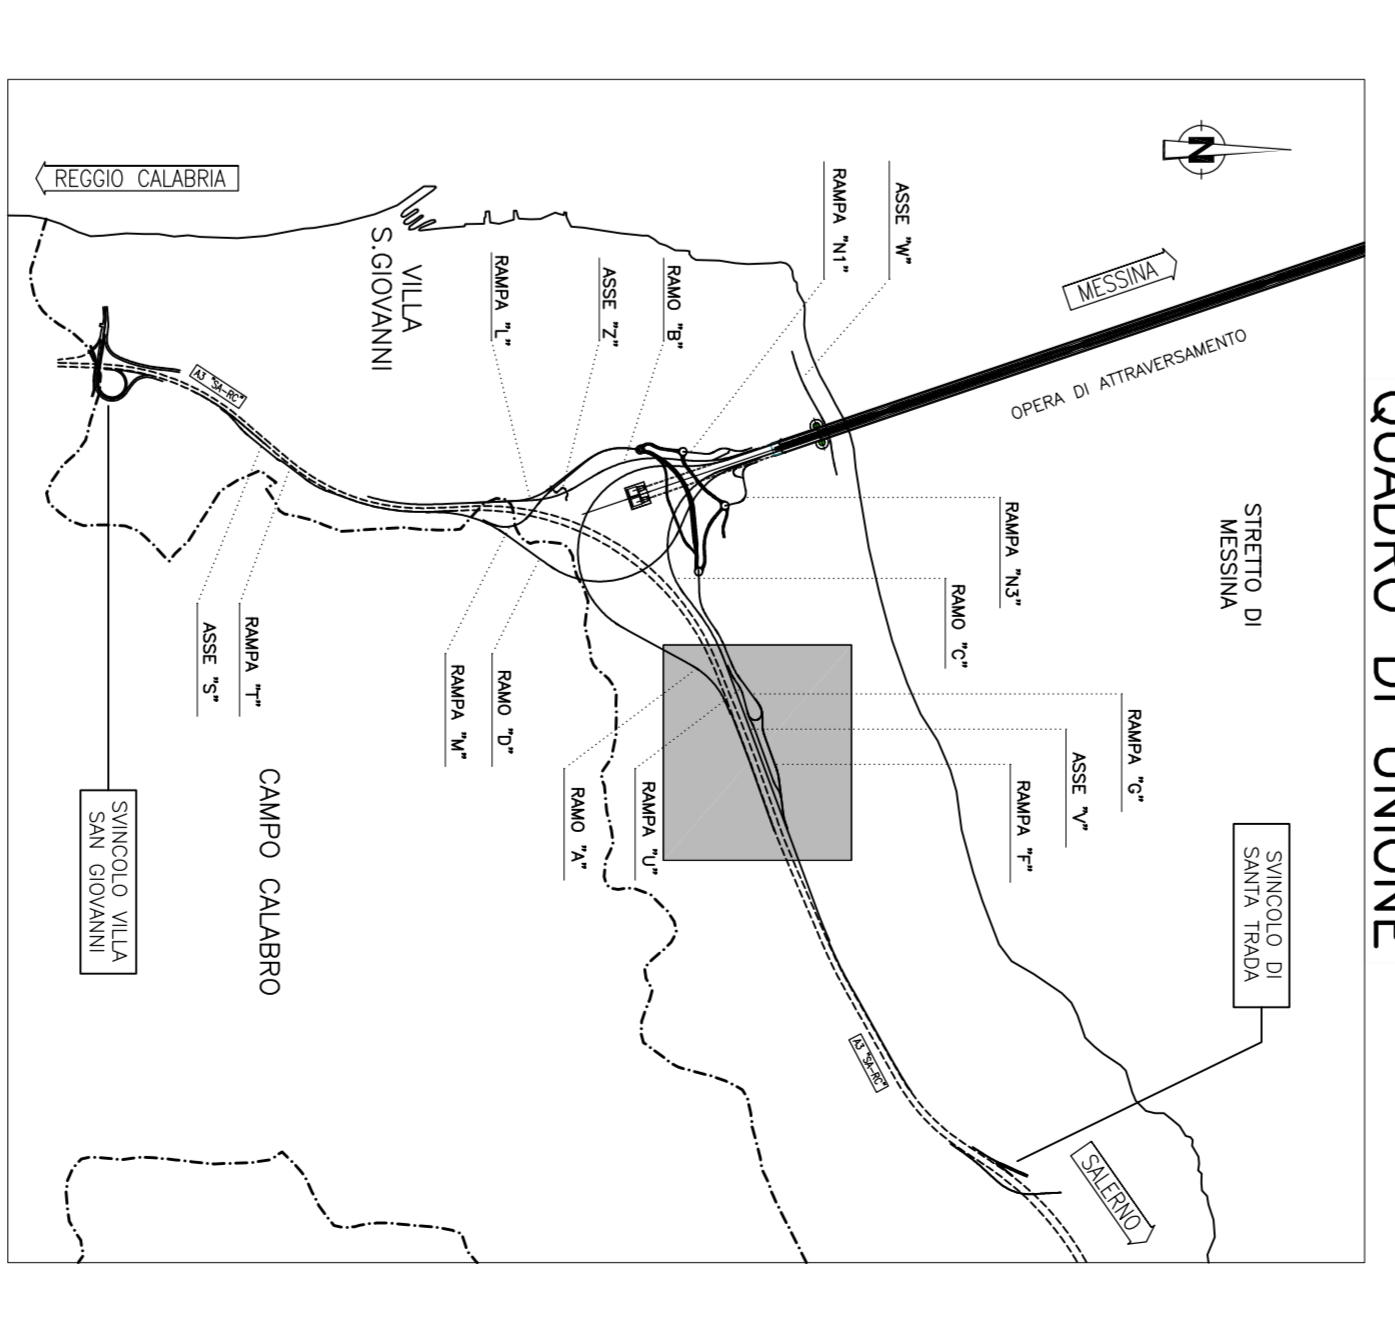 QUADRO DI UNIONE
N
REGGIO CALABRIA
MESSINA
OPERA DI ATTRAVERSAMENTO
STRETTO DI
MESSINA
VILLA
S.GIOVANNI
ASSE "W"
RAMPA "N1"
RAMO "B"
ASSE "Z"
RAMPA "L"
A3 "SA-RC"
RAMPA "N3"
RAMO "C"
RAMPA "T"
ASSE "S"
RAMO "D"
RAMPA "M"
RAMPA "G"
ASSE "V"
RAMPA "F"
RAMPA "U"
RAMO "A"
CAMPO CALABRO
SVINCOLO VILLA
SAN GIOVANNI
SVINCOLO DI
SANTA TRADA
A3 "SA-RC"
SALERNO